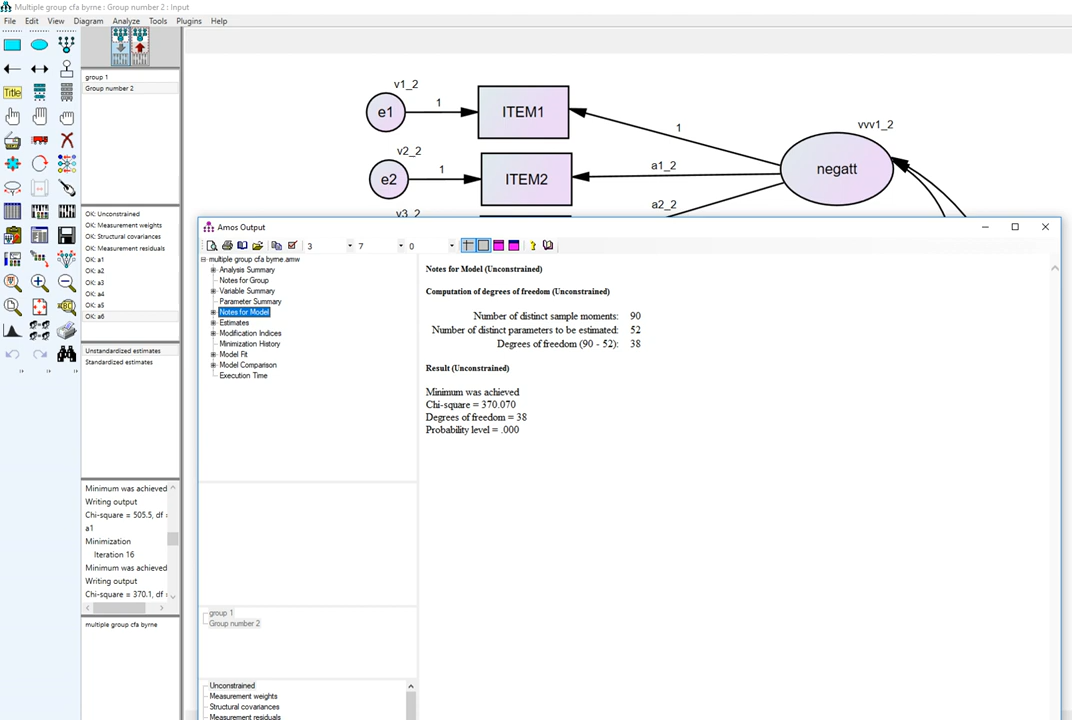 Multiple group cfa byrne : Group number 2 : Input
File Edit View Diagram Analyze Tools Plugins Help
Title
group 1
Group number 2
OK: Unconstrained
OK: Measurement weights
OK: Structural covariances
OK: Measurement residuals
OK: a1
OK: a2
OK: a3
OK: a4
OK: a5
OK: a6
Unstandardized estimates
Standardized estimates
Minimum was achieved
Writing output
Chi-square = 505.5, df
a1
Minimization
Iteration 16
Minimum was achieved
Writing output
Chi-square = 370.1, df
multiple group cfa byrne
v1_2
e1
1
ITEM1
1
vvv1_2
negatt
v2_2
e2
1
ITEM2
a1_2
a2_2
v3_2
Amos Output
3 7 0
multiple group cfa byrne.amw
Analysis Summary
Notes for Group
Variable Summary
Parameter Summary
Notes for Model
Estimates
Modification Indices
Minimization History
Model Fit
Model Comparison
Execution Time
group 1
Group number 2
Unconstrained
Measurement weights
Structural covariances
Measurement residuals
Notes for Model (Unconstrained)
Computation of degrees of freedom (Unconstrained)
Number of distinct sample moments: 90
Number of distinct parameters to be estimated: 52
Degrees of freedom (90 - 52): 38
Result (Unconstrained)
Minimum was achieved
Chi-square = 370.070
Degrees of freedom = 38
Probability level = .000